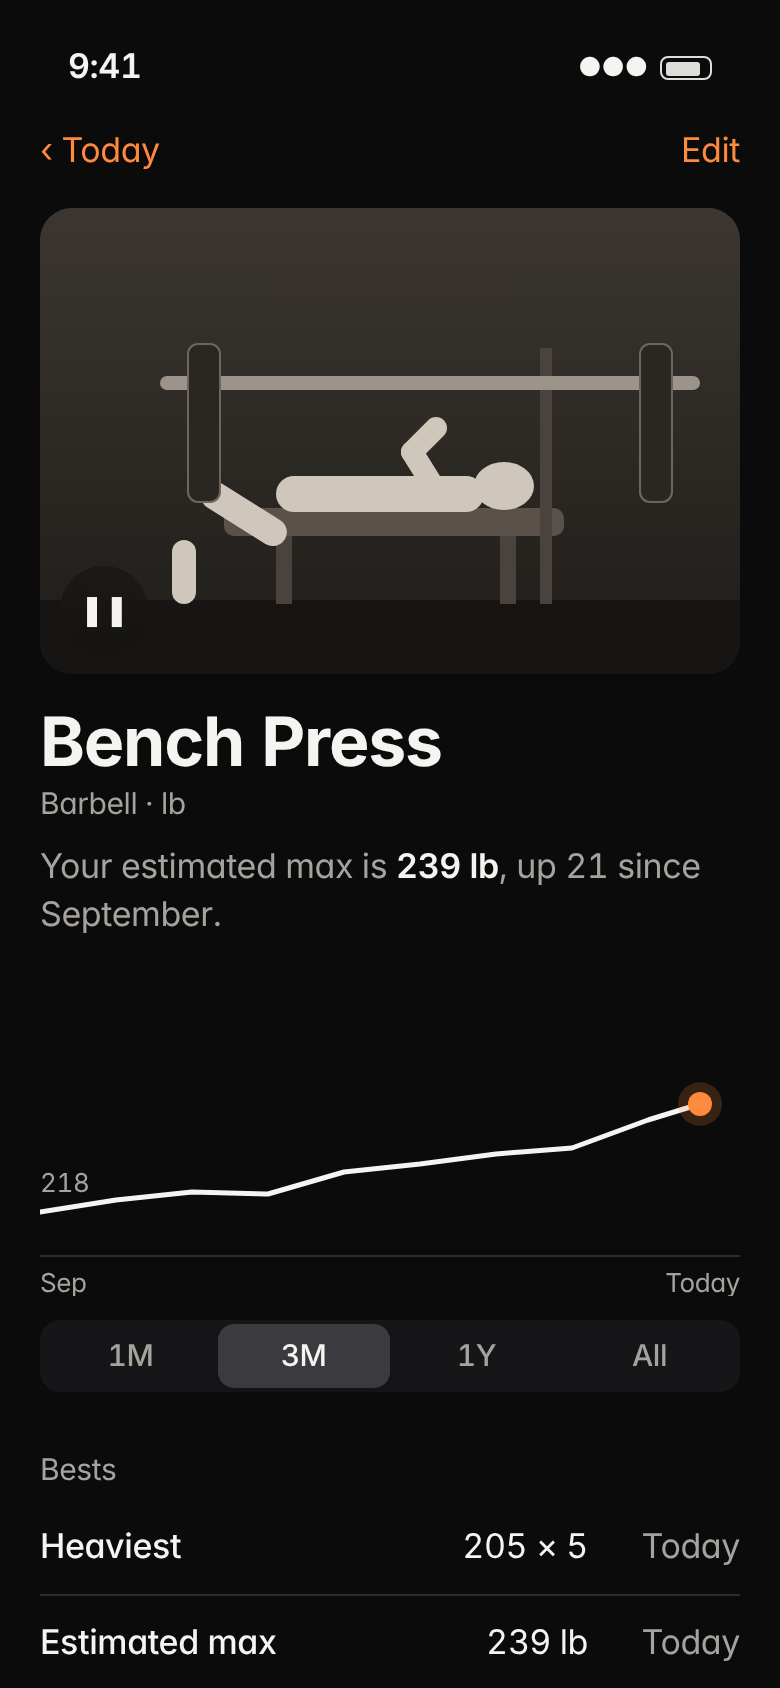 9:41
‹ Today
Edit
Bench Press
Barbell · lb
Your estimated max is 239 lb, up 21 since
September.
218
Sep
Today
1M
3M
1Y
All
Bests
Heaviest
205 × 5
Today
Estimated max
239 lb
Today